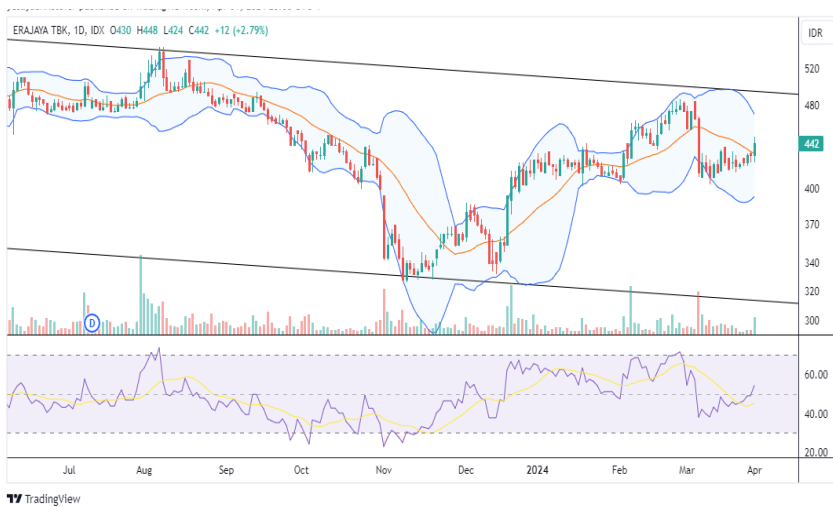 ERAJAYA TBK, 1D, IDX O430 H448 L424 C442 +12 (+2.79%)
IDR
520
480
442
400
370
340
320
300
D
60.00
40.00
20.00
Jul Aug Sep Oct Nov Dec 2024 Feb Mar Apr
TradingView